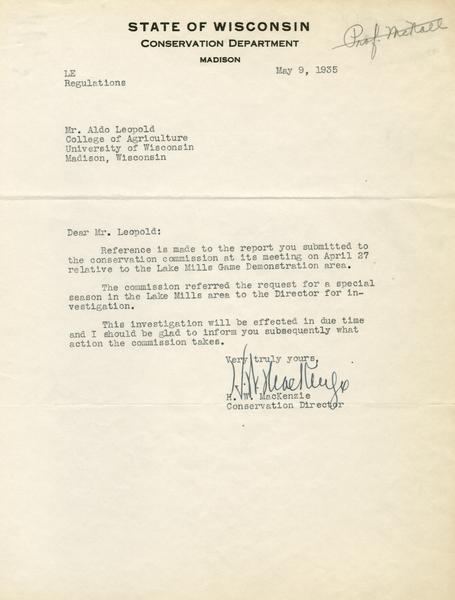 STATE OF WISCONSIN
CONSERVATION DEPARTMENT
MADISON
Prof. McNall
LE
May 9, 1935
Regulations
Mr. Aldo Leopold
College of Agriculture
University of Wisconsin
Madison, Wisconsin
Dear Mr. Leopold:
Reference is made to the report you submitted to
the conservation commission at its meeting on April 27
relative to the Lake Mills Game Demonstration area.
The commission referred the request for a special
season in the Lake Mills area to the Director for in-
vestigation.
This investigation will be effected in due time
and I should be glad to inform you subsequently what
action the commission takes.
Very truly yours,
H. W. MacKenzie
H. W. MacKenzie
Conservation Director